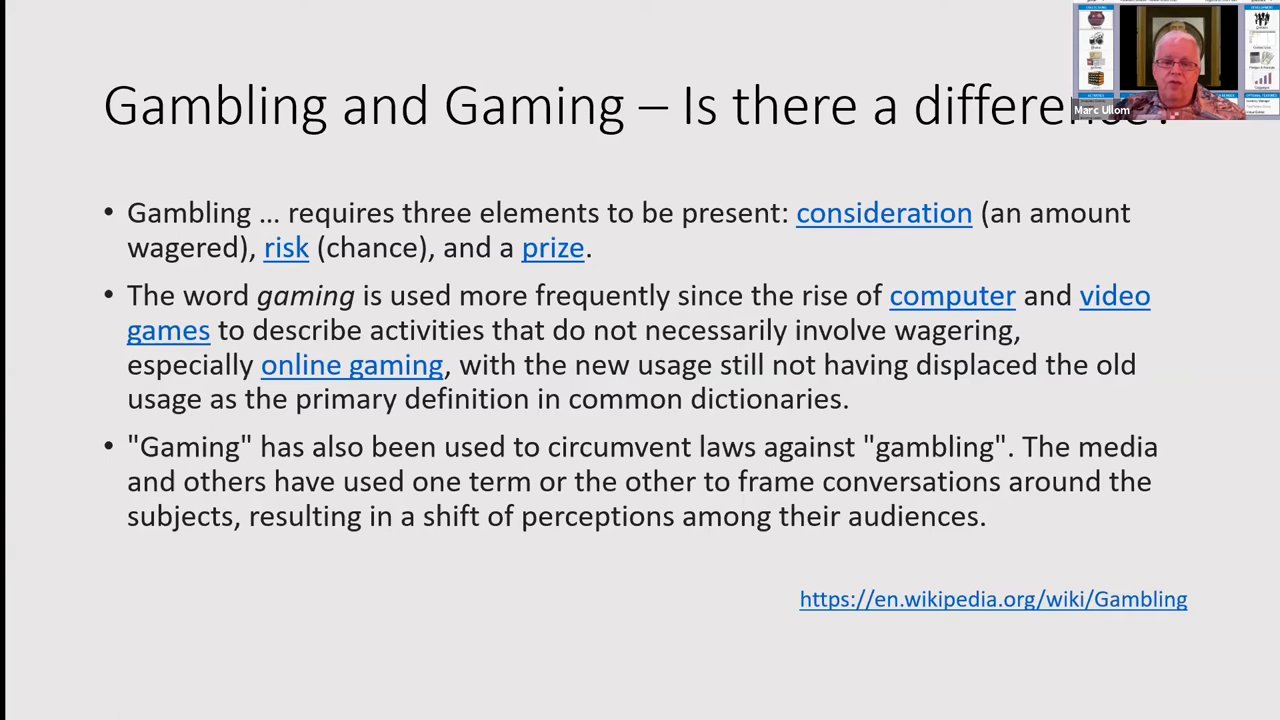 Gambling and Gaming – Is there a difference?
Marc Ullom
• Gambling ... requires three elements to be present: consideration (an amount
wagered), risk (chance), and a prize.
• The word gaming is used more frequently since the rise of computer and video
games to describe activities that do not necessarily involve wagering,
especially online gaming, with the new usage still not having displaced the old
usage as the primary definition in common dictionaries.
• "Gaming" has also been used to circumvent laws against "gambling". The media
and others have used one term or the other to frame conversations around the
subjects, resulting in a shift of perceptions among their audiences.
https://en.wikipedia.org/wiki/Gambling